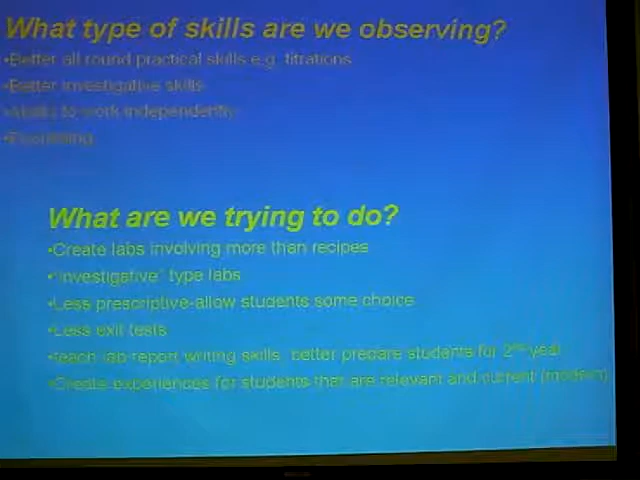 What type of skills are we observing?
•Better all round practical skills e.g. titrations
•Better investigative skills
•Ability to work independently
What are we trying to do?
•Create labs involving more than recipes
•"investigative" type labs
•Less prescriptive-allow students some choice
•Less exit tests
•Teach lab report writing skills, better prepare students for 2nd year
•Create experiences for students that are relevant and current (modern)